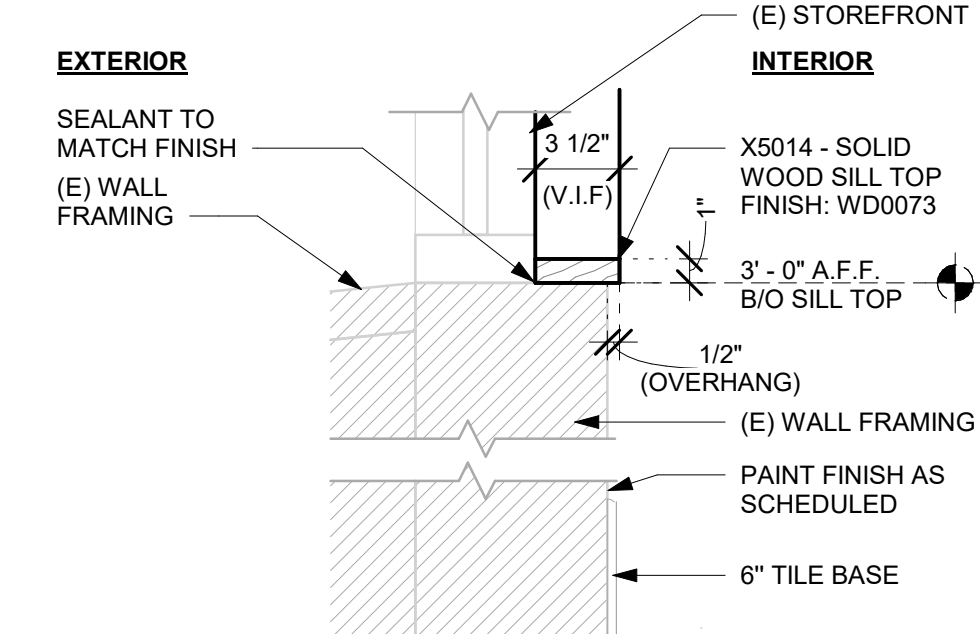 (E) STOREFRONT
EXTERIOR
INTERIOR
SEALANT TO
MATCH FINISH
(E) WALL
FRAMING
3 1/2"
(V.I.F)
X5014 - SOLID
WOOD SILL TOP
FINISH: WD0073
1"
3' - 0" A.F.F.
B/O SILL TOP
1/2"
(OVERHANG)
(E) WALL FRAMING
PAINT FINISH AS
SCHEDULED
6" TILE BASE